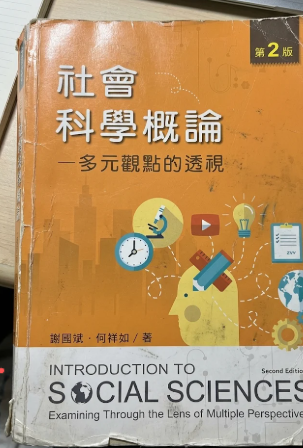 第2版
社會
科學概論
一多元觀點的透視
謝國斌·何祥如／著
INTRODUCTION TO Second Edition
SOCIAL SCIENCES
Examining Through the Lens of Multiple Perspective